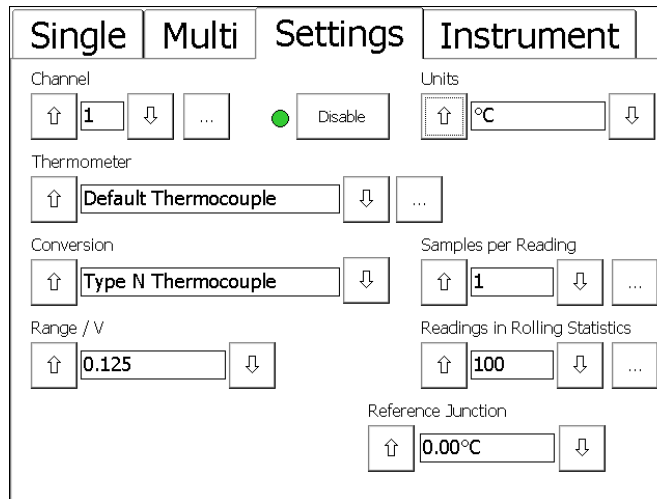 Single Multi Settings Instrument
Channel Units
1 ... Disable °C
Thermometer
Default Thermocouple ...
Conversion Samples per Reading
Type N Thermocouple 1 ...
Range / V Readings in Rolling Statistics
0.125 100 ...
Reference Junction
0.00°C